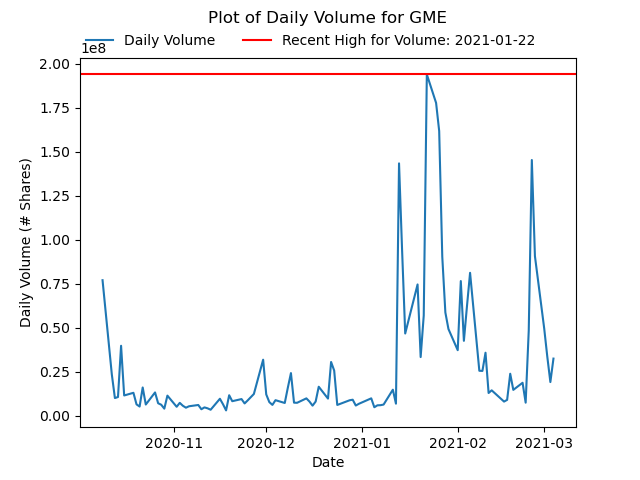 Plot of Daily Volume for GME
Daily Volume
Recent High for Volume: 2021-01-22
1e8
2.00
1.75
1.50
1.25
1.00
0.75
0.50
0.25
0.00
Daily Volume (# Shares)
2020-11
2020-12
2021-01
2021-02
2021-03
Date